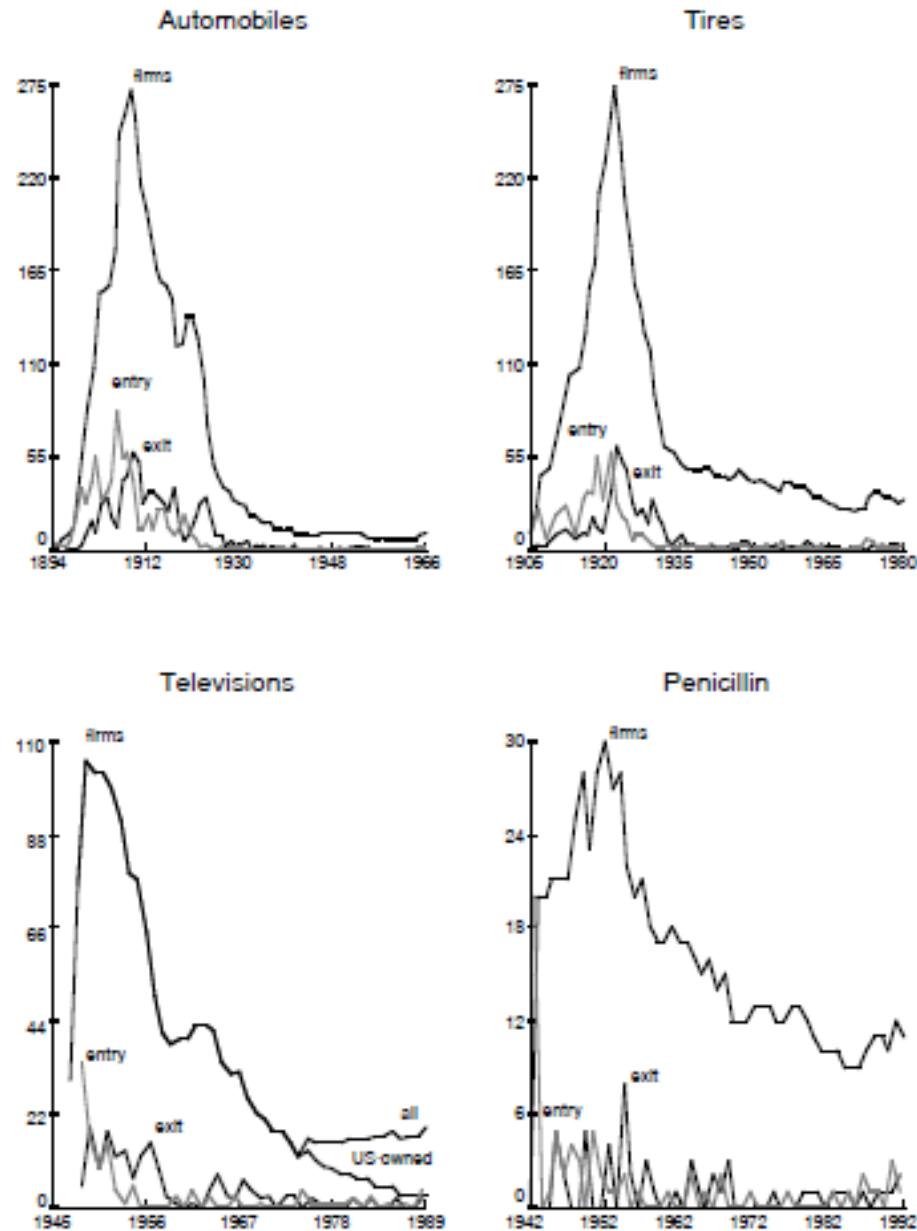 Automobiles
firms
275
220
165
110
55
0
entry
exit
1894 1912 1930 1948 1966
Tires
firms
275
220
165
110
55
0
entry
exit
1905 1920 1935 1950 1965 1980
Televisions
firms
110
88
66
44
22
0
entry
exit
all
US-owned
1945 1956 1967 1978 1989
Penicillin
firms
30
24
18
12
6
0
entry
exit
1942 1952 1962 1972 1982 1992